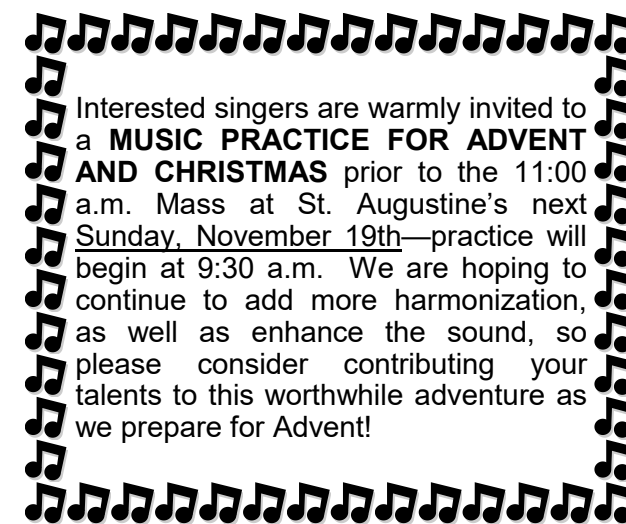 Interested singers are warmly invited to
a MUSIC PRACTICE FOR ADVENT
AND CHRISTMAS prior to the 11:00
a.m. Mass at St. Augustine’s next
Sunday, November 19th—practice will
begin at 9:30 a.m. We are hoping to
continue to add more harmonization,
as well as enhance the sound, so
please consider contributing your
talents to this worthwhile adventure as
we prepare for Advent!